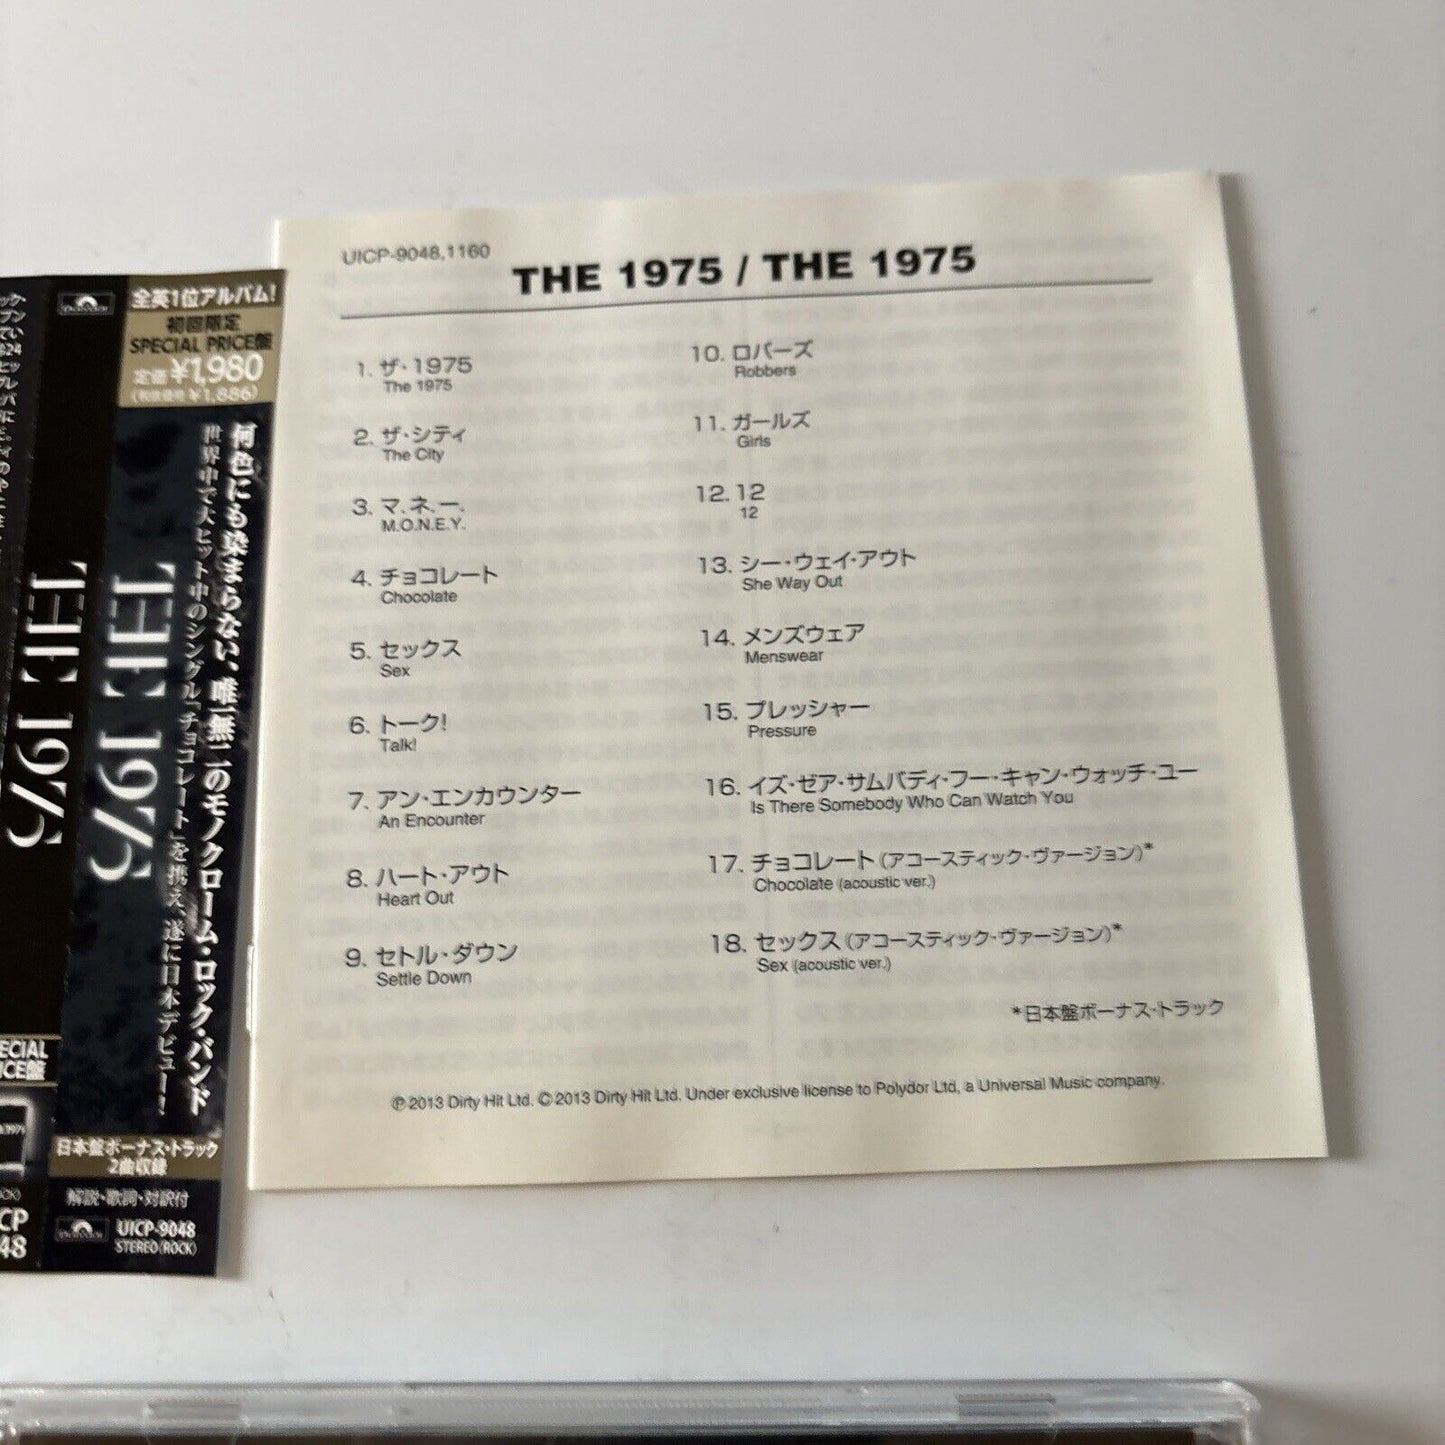 UICP-9048,1160
THE 1975 / THE 1975
1. ザ・1975
The 1975
2. ザ・シティ
The City
3. マ.ネ.ー.
M.O.N.E.Y.
4. チョコレート
Chocolate
5. セックス
Sex
6. トーク!
Talk!
7. アン・エンカウンター
An Encounter
8. ハート・アウト
Heart Out
9. セトル・ダウン
Settle Down
10. ロバーズ
Robbers
11. ガールズ
Girls
12. 12
12
13. シー・ウェイ・アウト
She Way Out
14. メンズウェア
Menswear
15. プレッシャー
Pressure
16. イズ・ゼア・サムバディ・フー・キャン・ウォッチ・ユー
Is There Somebody Who Can Watch You
17. チョコレート(アコースティック・ヴァージョン)*
Chocolate (acoustic ver.)
18. セックス(アコースティック・ヴァージョン)*
Sex (acoustic ver.)
*日本盤ボーナス・トラック
℗ 2013 Dirty Hit Ltd. © 2013 Dirty Hit Ltd. Under exclusive license to Polydor Ltd, a Universal Music company.
全英1位アルバム!
初回限定
SPECIAL PRICE盤
定価 ¥1,980
(税抜価格 ¥1,886)
何色にも染まらない、唯一無二のモノクローム・ロック・バンド
世界中で大ヒット中のシングル「チョコレート」を携え、遂に日本デビュー!
THE 1975
日本盤ボーナス・トラック
2曲収録
解説・歌詞・対訳付
UICP-9048
STEREO(ROCK)
THE 1975